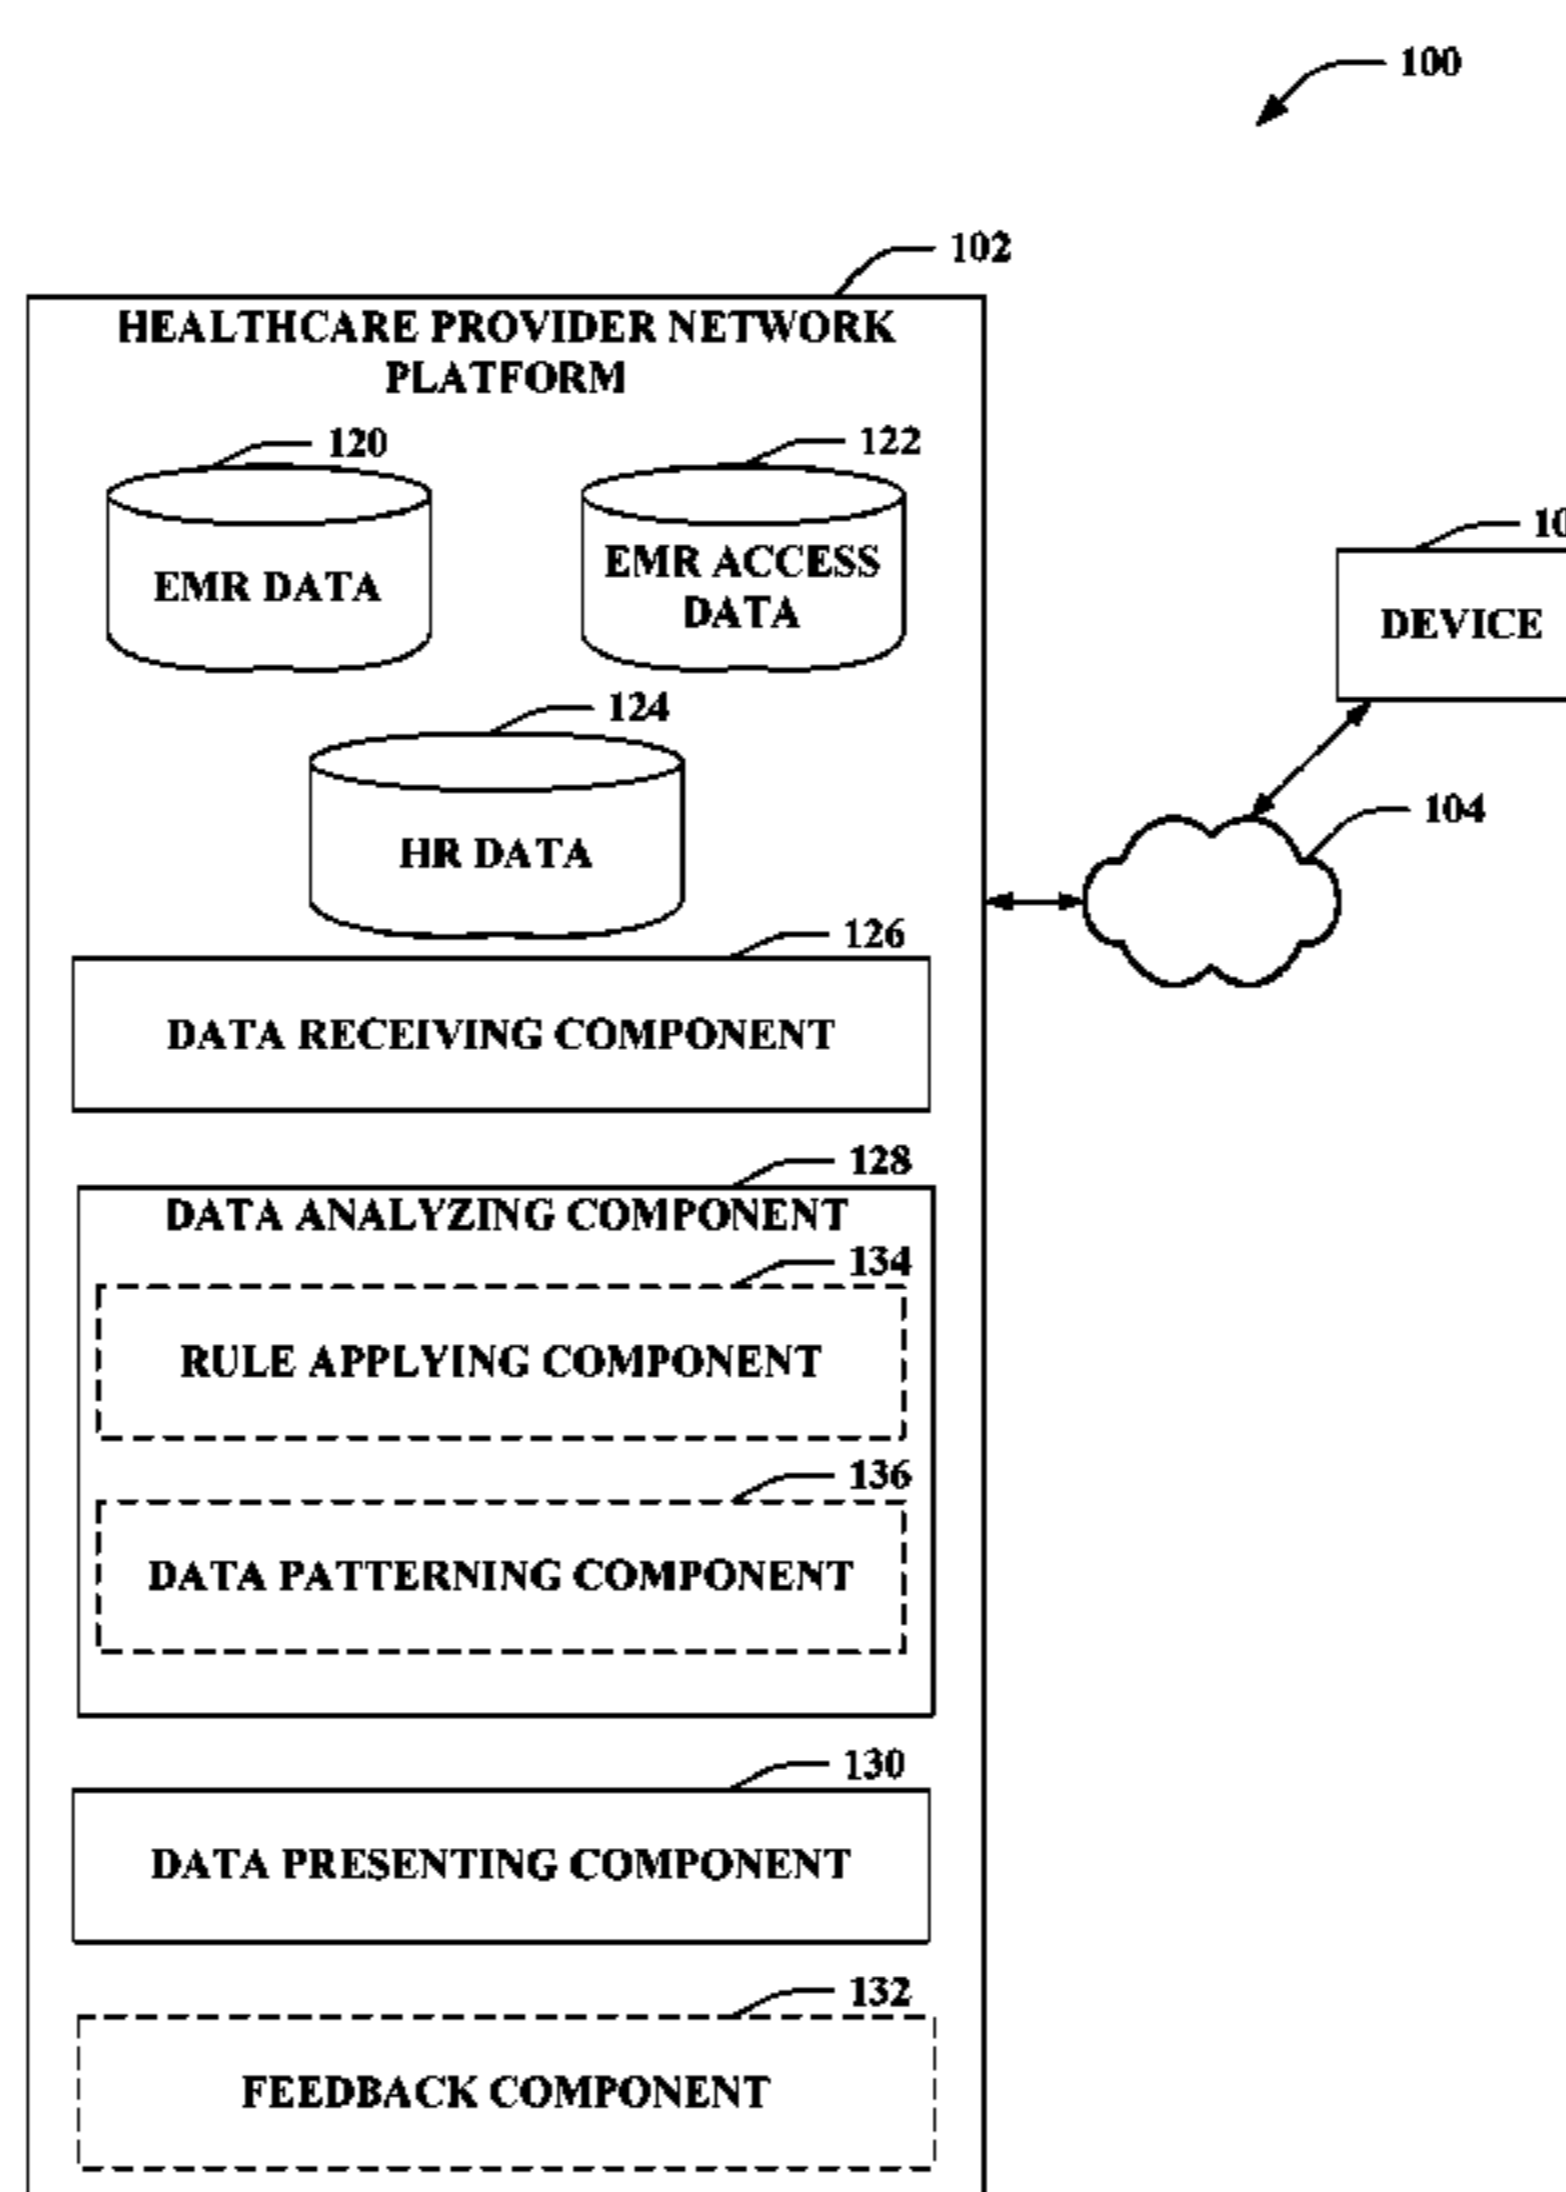 100
102
HEALTHCARE PROVIDER NETWORK
PLATFORM
120
122
EMR DATA
EMR ACCESS
DATA
DEVICE
124
HR DATA
104
126
DATA RECEIVING COMPONENT
128
DATA ANALYZING COMPONENT
134
RULE APPLYING COMPONENT
136
DATA PATTERNING COMPONENT
130
DATA PRESENTING COMPONENT
132
FEEDBACK COMPONENT